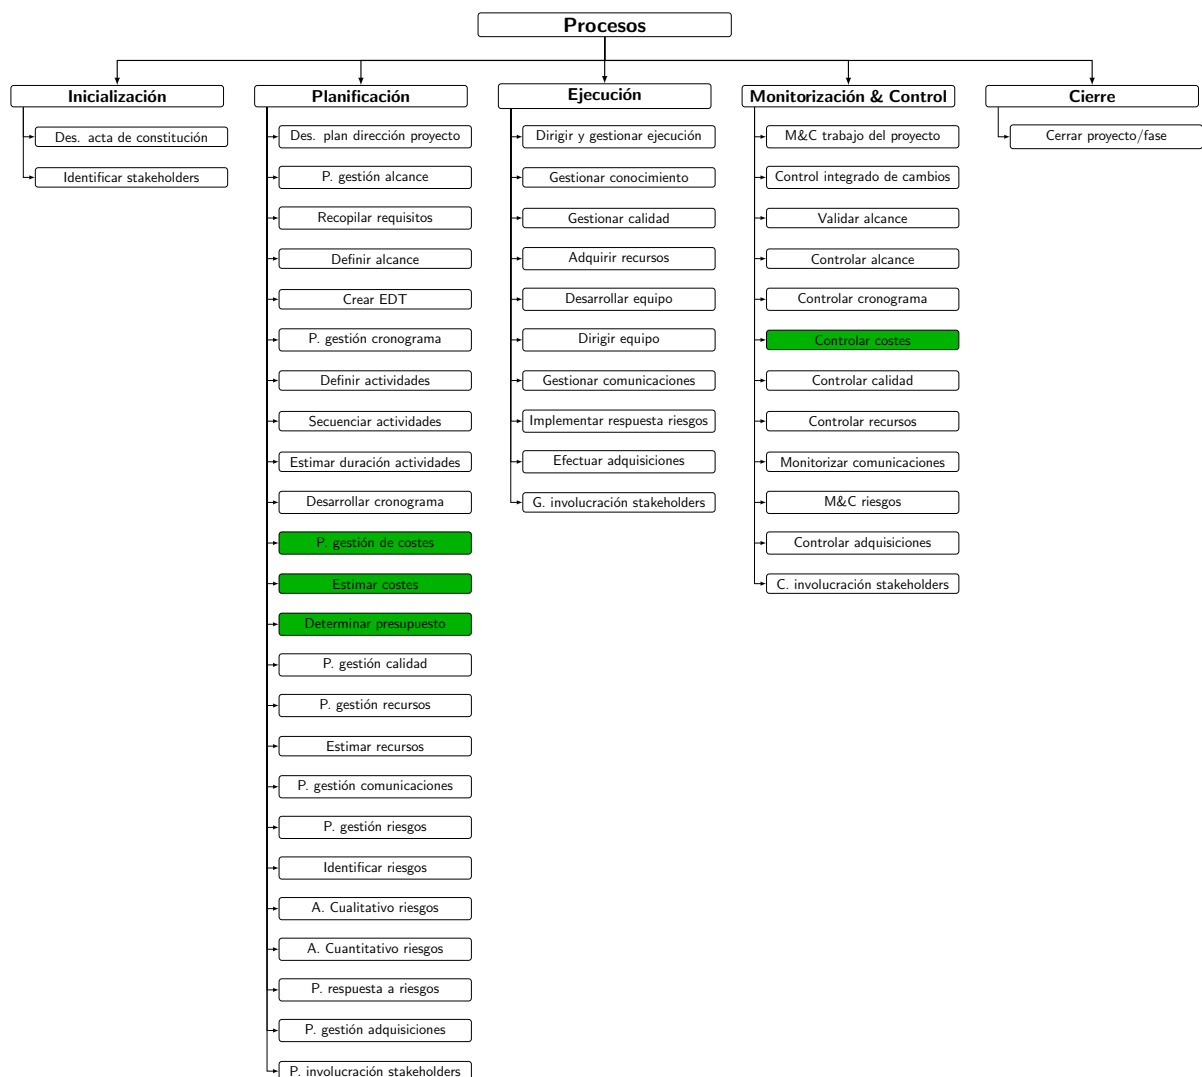 Procesos
Inicialización
Des. acta de constitución
Identificar stakeholders
Planificación
Des. plan dirección proyecto
P. gestión alcance
Recopilar requisitos
Definir alcance
Crear EDT
P. gestión cronograma
Definir actividades
Secuenciar actividades
Estimar duración actividades
Desarrollar cronograma
P. gestión de costes
Estimar costes
Determinar presupuesto
P. gestión calidad
P. gestión recursos
Estimar recursos
P. gestión comunicaciones
P. gestión riesgos
Identificar riesgos
A. Cualitativo riesgos
A. Cuantitativo riesgos
P. respuesta a riesgos
P. gestión adquisiciones
P. involucración stakeholders
Ejecución
Dirigir y gestionar ejecución
Gestionar conocimiento
Gestionar calidad
Adquirir recursos
Desarrollar equipo
Dirigir equipo
Gestionar comunicaciones
Implementar respuesta riesgos
Efectuar adquisiciones
G. involucración stakeholders
Monitorización & Control
M&C trabajo del proyecto
Control integrado de cambios
Validar alcance
Controlar alcance
Controlar cronograma
Controlar costes
Controlar calidad
Controlar recursos
Monitorizar comunicaciones
M&C riesgos
Controlar adquisiciones
C. involucración stakeholders
Cierre
Cerrar proyecto/fase